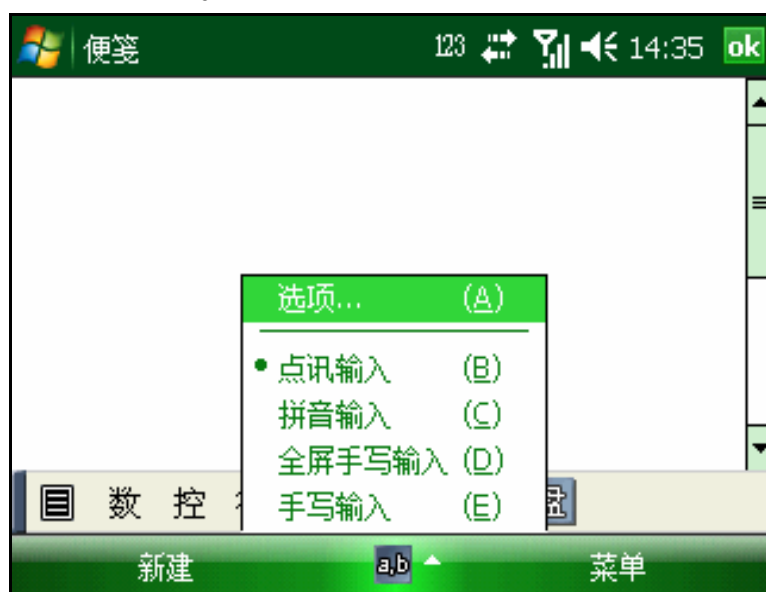 便笺 123 14:35 ok
选项... (A)
点讯输入 (B)
拼音输入 (C)
全屏手写输入 (D)
手写输入 (E)
数 控
新建 a,b 菜单